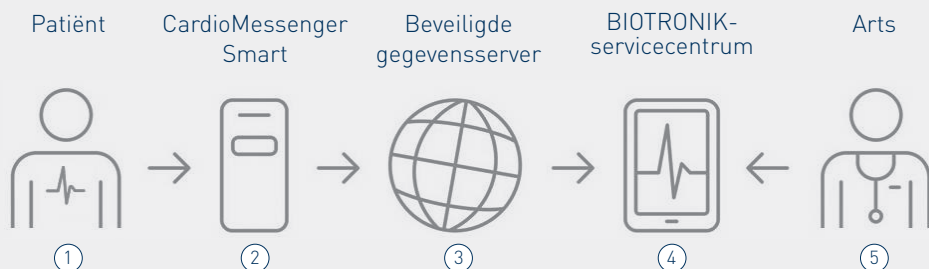 Patiënt
CardioMessenger
Smart
Beveiligde
gegevensserver
BIOTRONIK-
servicecentrum
Arts
1
2
3
4
5